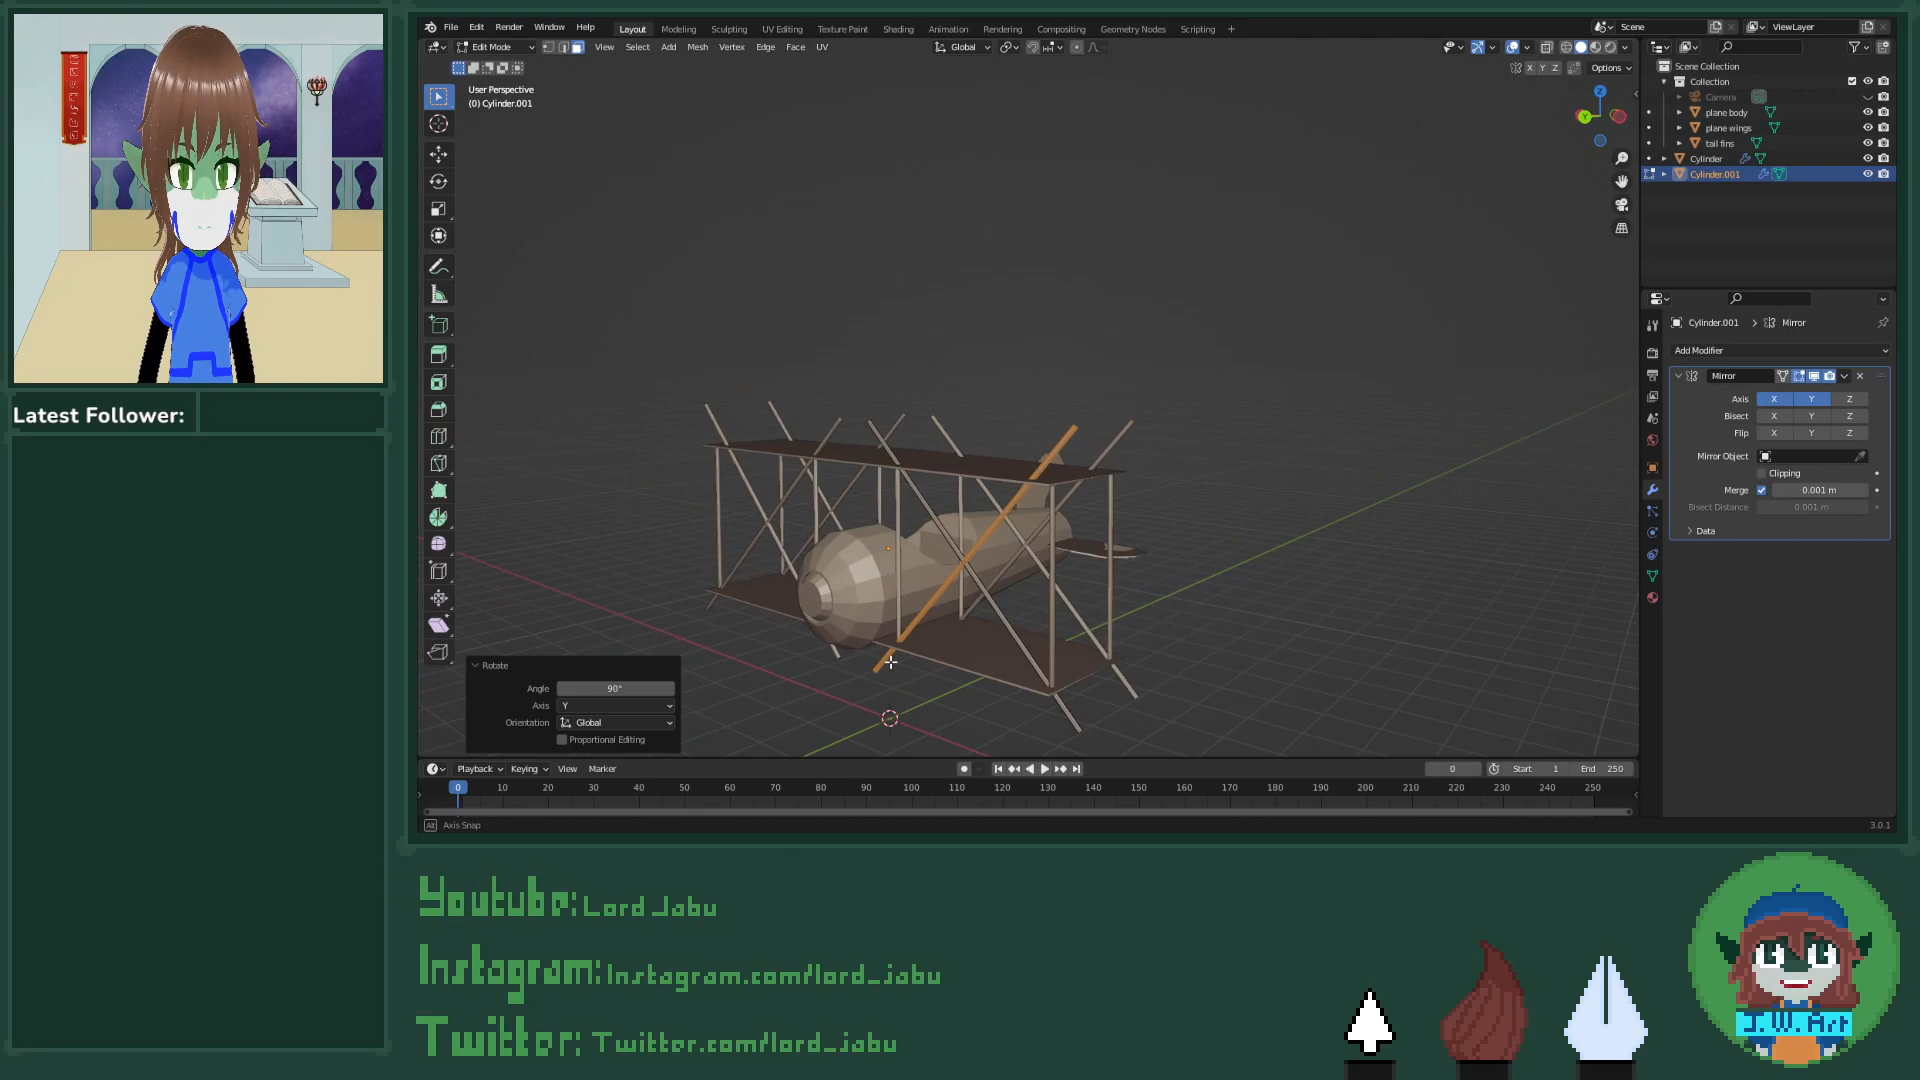 File Edit Render Window Help Layout Modeling Sculpting UV Editing Texture Paint Shading Animation Rendering Compositing Geometry Nodes Scripting + Scene ViewLayer
Edit Mode View Select Add Mesh Vertex Edge Face UV Global
X Y Z Options
User Perspective
(0) Cylinder.001
Z
Y
Scene Collection
Collection
Camera
plane body
plane wings
tail fins
Cylinder
Cylinder.001
Cylinder.001 > Mirror
Add Modifier
Mirror
Axis X Y Z
Bisect X Y Z
Flip X Y Z
Mirror Object
Clipping
Merge 0.001 m
Bisect Distance 0.001 m
Data
Latest Follower:
Rotate
Angle 90°
Axis Y
Orientation Global
Proportional Editing
Playback Keying View Marker 0 Start 1 End 250
0 10 20 30 40 50 60 70 80 90 100 110 120 130 140 150 160 170 180 190 200 210 220 230 240 250
Alt Axis Snap
3.0.1
Youtube: Lord Jabu
Instagram: Instagram.com/lord_jabu
Twitter: Twitter.com/lord_jabu
J.W. Art